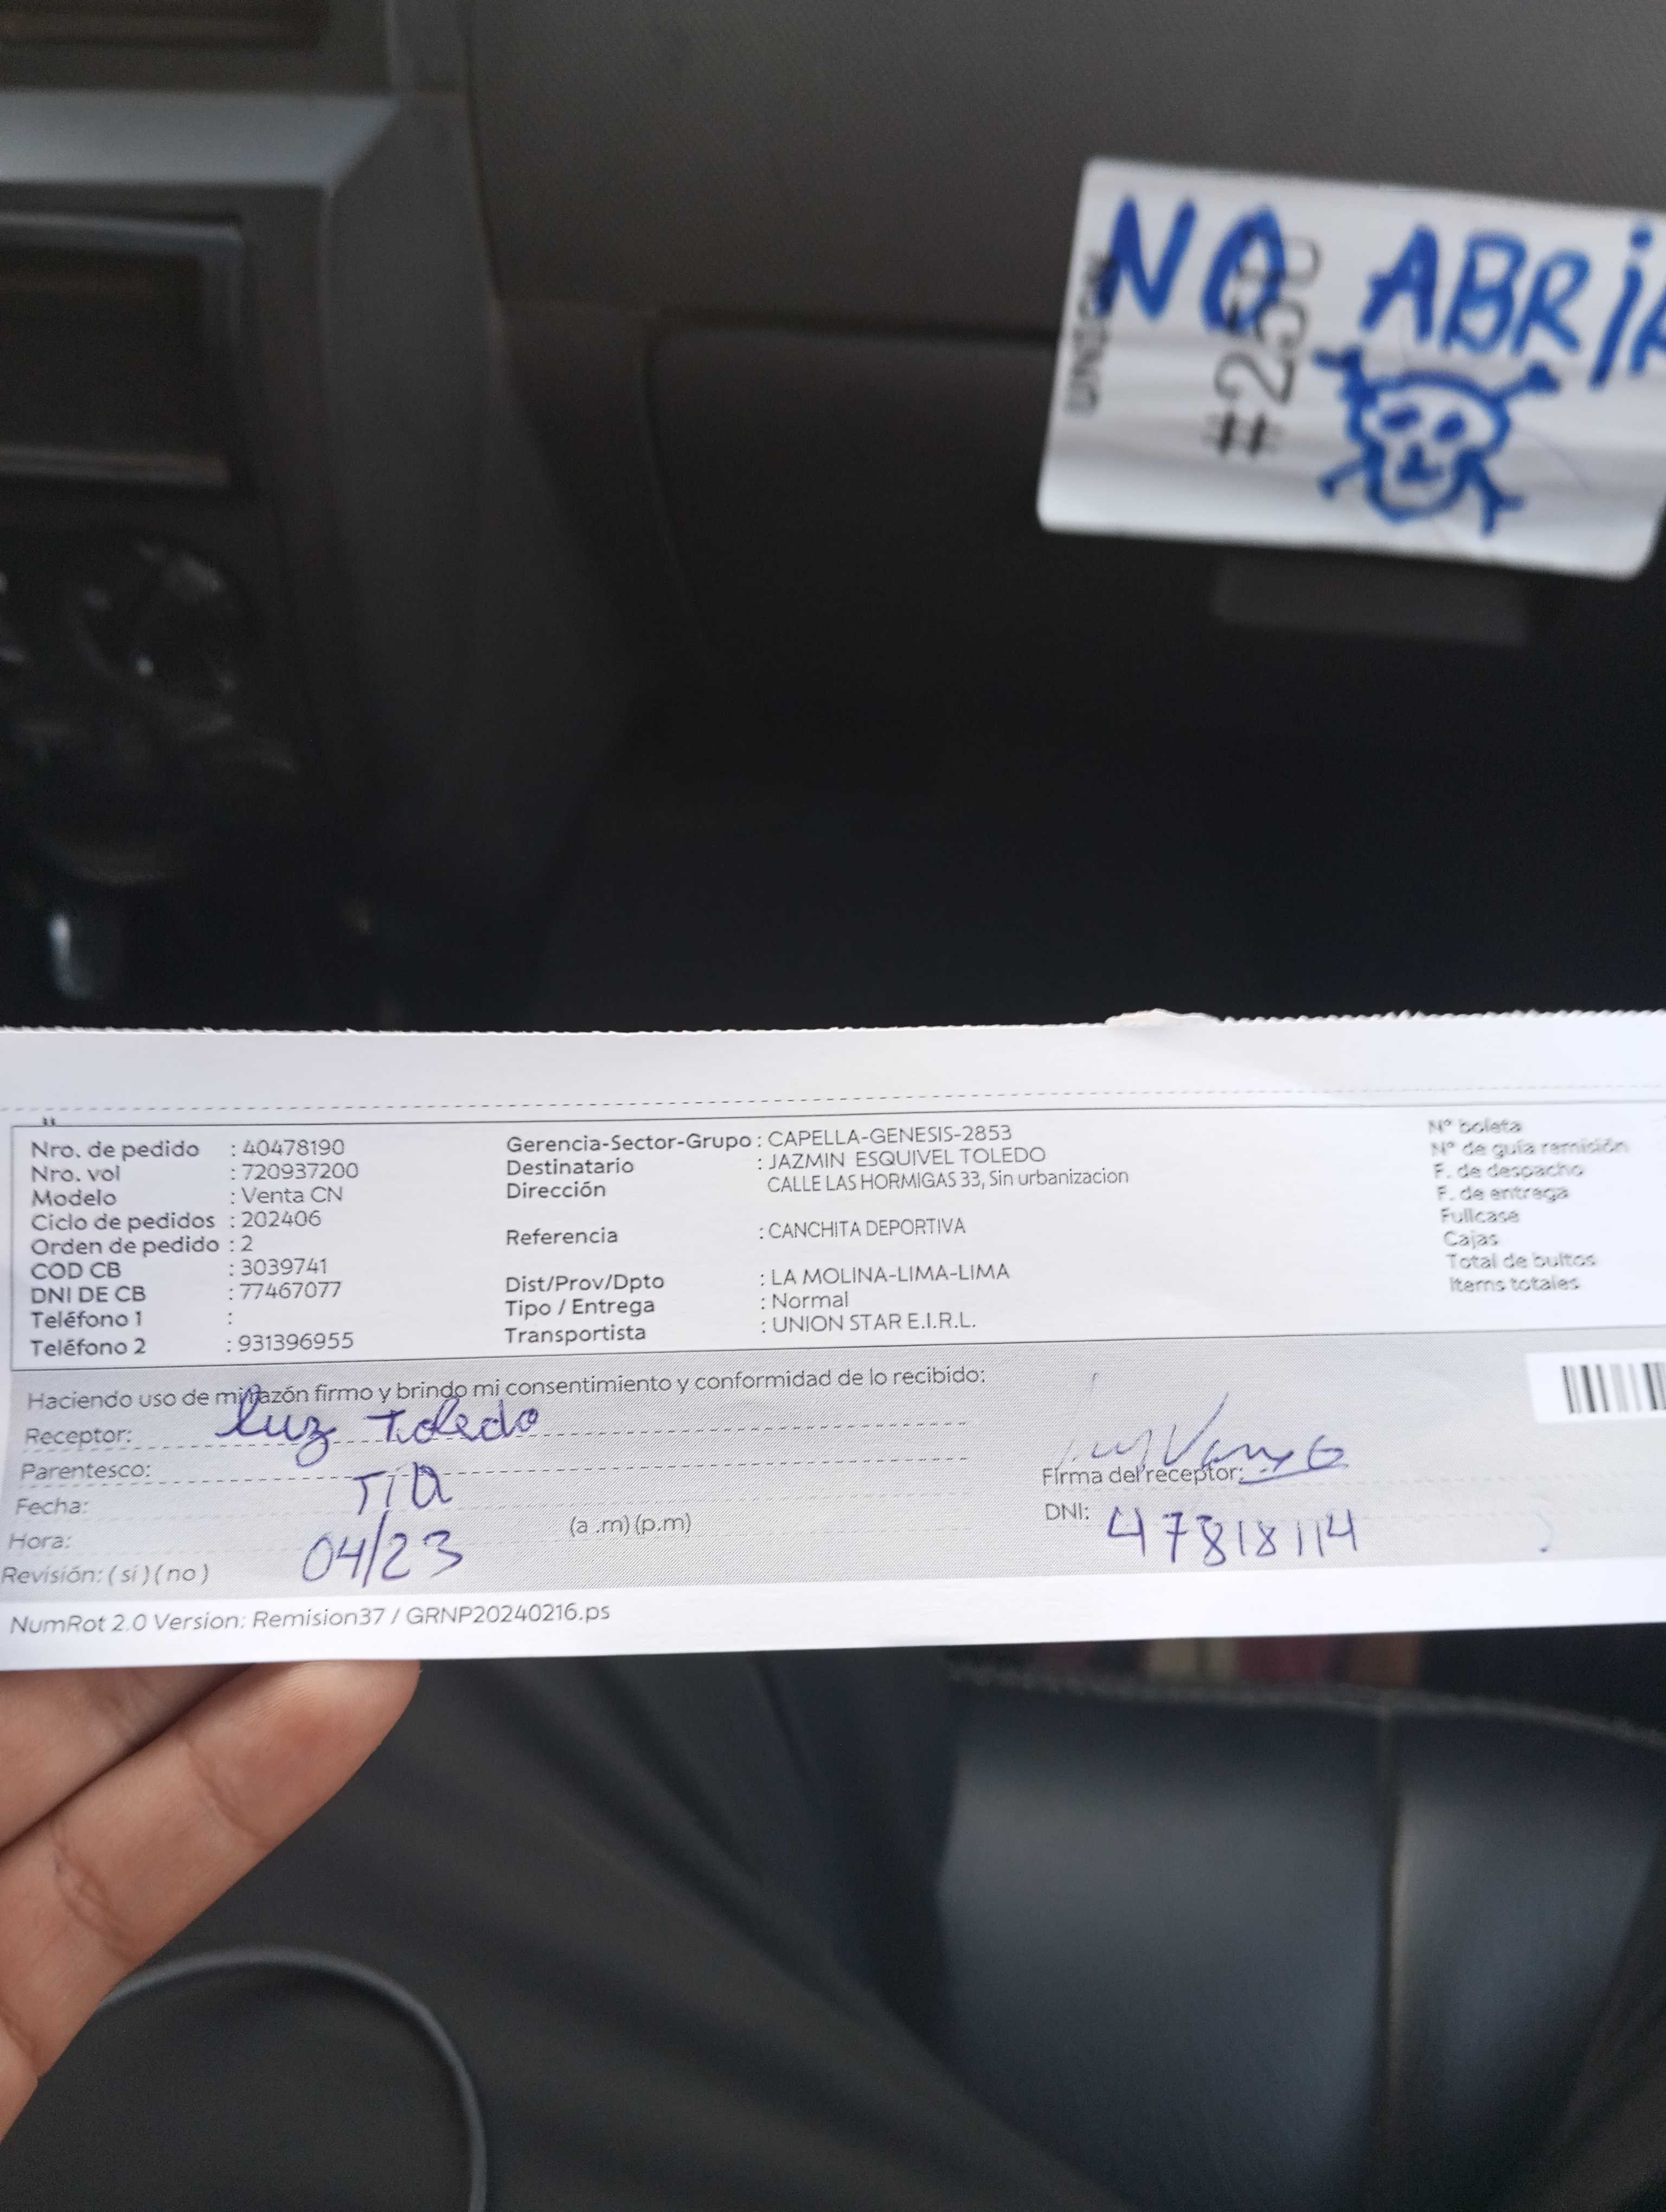 NO ABRIR
UNION
#250
Nro. de pedido : 40478190
Nro. vol : 720937200
Modelo : Venta CN
Ciclo de pedidos : 202406
Orden de pedido : 2
COD CB : 3039741
DNI DE CB : 77467077
Teléfono 1 :
Teléfono 2 : 931396955
Gerencia-Sector-Grupo : CAPELLA-GENESIS-2853
Destinatario : JAZMIN ESQUIVEL TOLEDO
Dirección CALLE LAS HORMIGAS 33, Sin urbanizacion
Referencia : CANCHITA DEPORTIVA
Dist/Prov/Dpto : LA MOLINA-LIMA-LIMA
Tipo / Entrega : Normal
Transportista : UNION STAR E.I.R.L.
N° boleta
N° de guía remisión
F. de despacho
F. de entrega
Fullcase
Cajas
Total de bultos
Items totales
Haciendo uso de mi razón firmo y brindo mi consentimiento y conformidad de lo recibido:
Receptor: Luz Toledo
Parentesco: TIA
Fecha: 04/23
Hora: (a .m) (p.m)
Revisión: ( si ) ( no )
Firma del receptor:
DNI: 47818114
NumRot 2.0 Version: Remision37 / GRNP20240216.ps